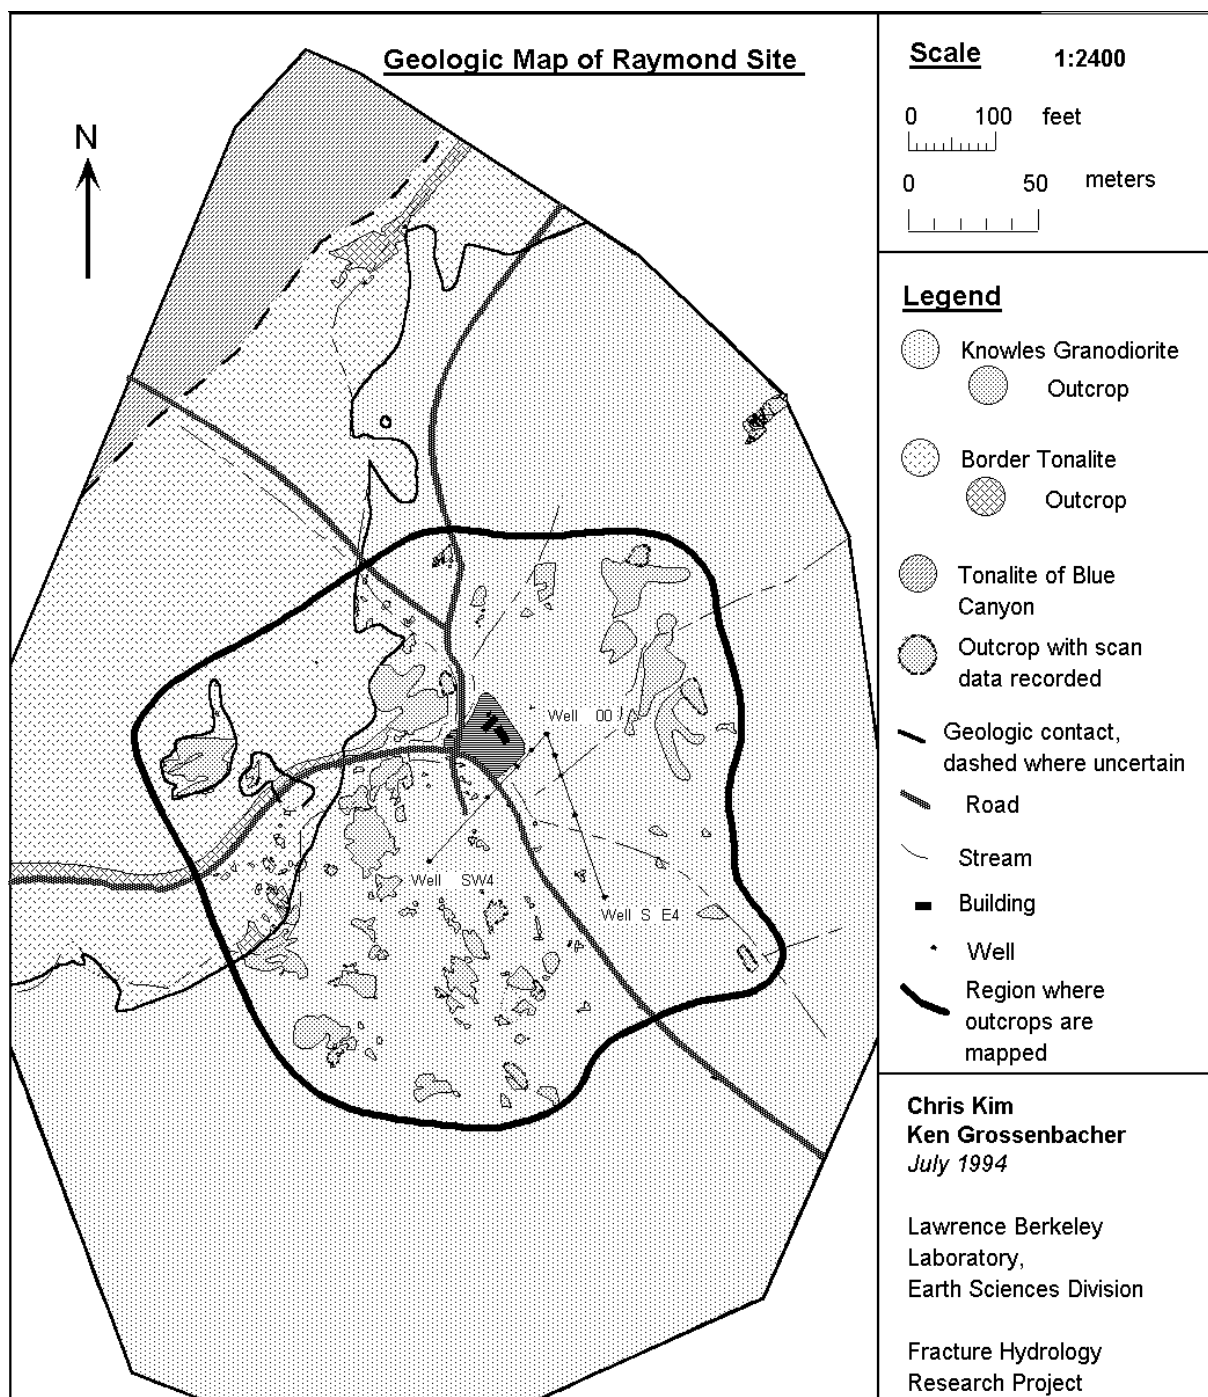 Geologic Map of Raymond Site
N
Well 00
Well SW4
Well S E4
Scale 1:2400
0 100 feet
0 50 meters
Legend
Knowles Granodiorite
Outcrop
Border Tonalite
Outcrop
Tonalite of Blue
Canyon
Outcrop with scan
data recorded
Geologic contact,
dashed where uncertain
Road
Stream
Building
Well
Region where
outcrops are
mapped
Chris Kim
Ken Grossenbacher
July 1994
Lawrence Berkeley
Laboratory,
Earth Sciences Division
Fracture Hydrology
Research Project